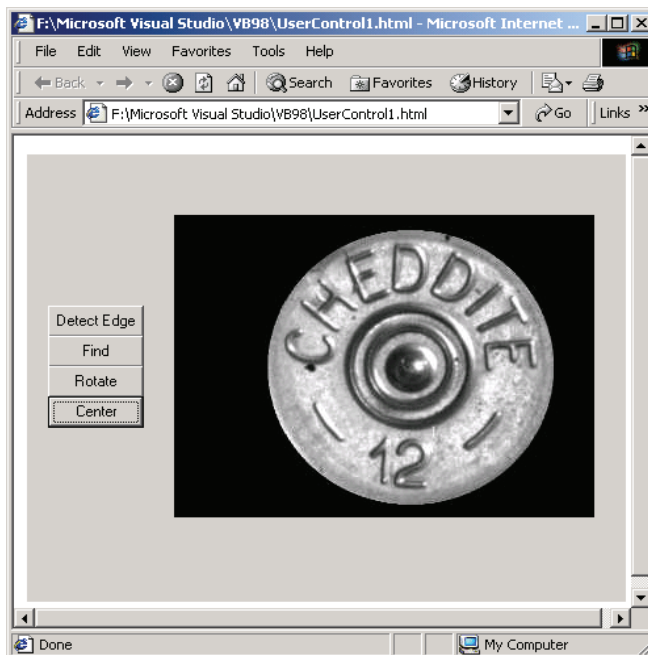 F:\Microsoft Visual Studio\VB98\UserControl1.html - Microsoft Internet ...
File Edit View Favorites Tools Help
Back Search Favorites History
Address F:\Microsoft Visual Studio\VB98\UserControl1.html Go Links »
CHEDDITE
12
Detect Edge
Find
Rotate
Center
Done My Computer